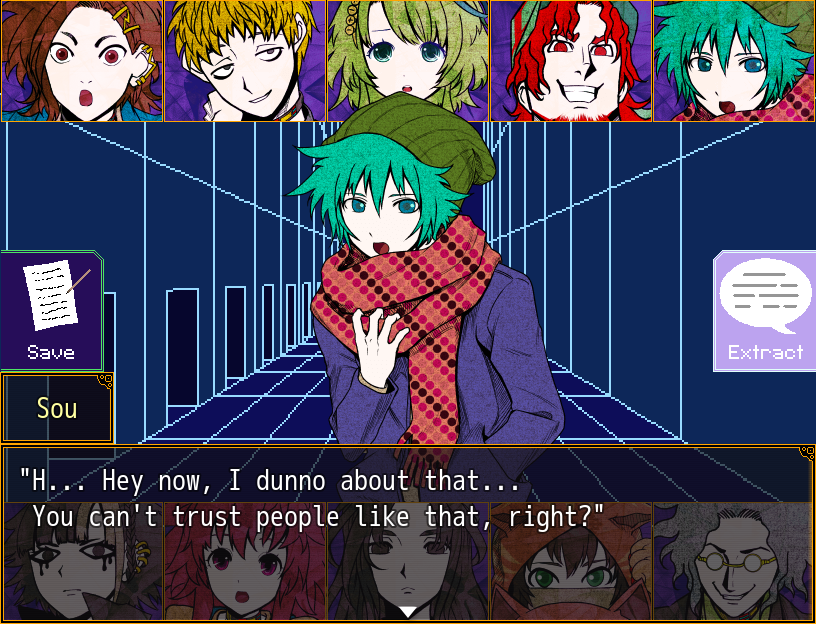 Save
Extract
Sou
"H... Hey now, I dunno about that...
You can't trust people like that, right?"